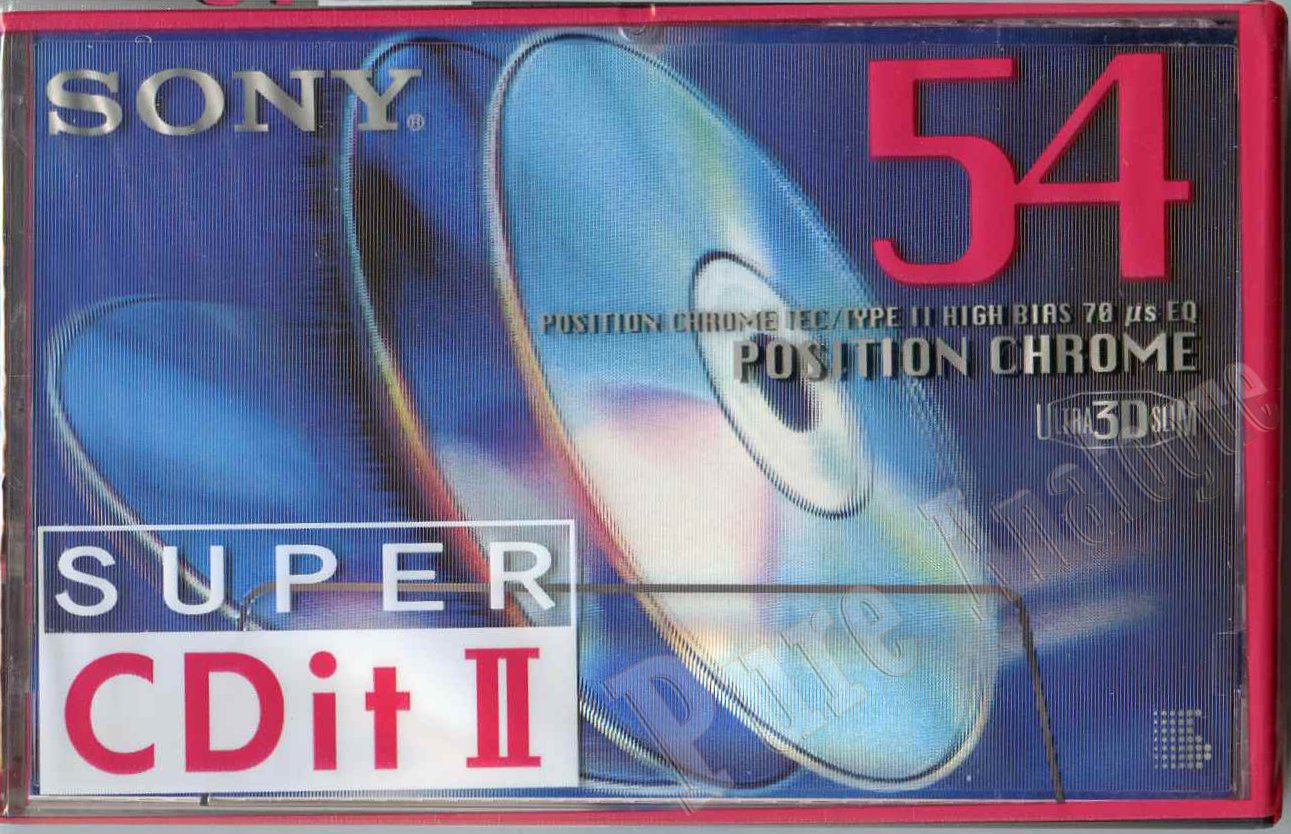 SONY®
54
POSITION CHROME IEC/TYPE II HIGH BIAS 70 µs EQ
POSITION CHROME
ULTRA 3D SLIM
SUPER
CDit II
Pure Analogue